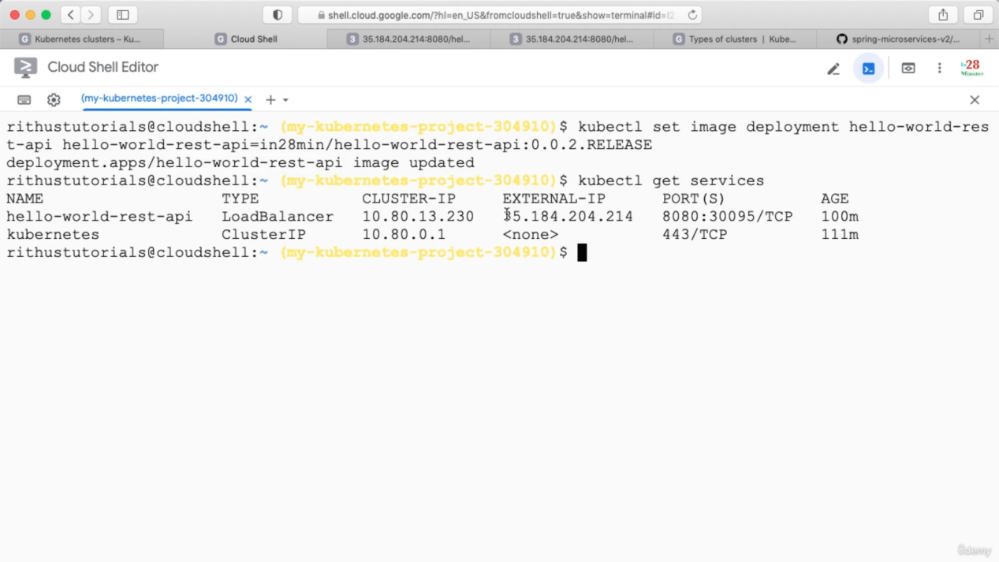 shell.cloud.google.com/?hl=en_US&fromcloudshell=true&show=terminal#id=I2
Kubernetes clusters – Ku...
Cloud Shell
35.184.204.214:8080/hel...
35.184.204.214:8080/hel...
Types of clusters | Kube...
spring-microservices-v2/...
Cloud Shell Editor
in28
Minutes
(my-kubernetes-project-304910)
rithustutorials@cloudshell:~ (my-kubernetes-project-304910)$ kubectl set image deployment hello-world-res
t-api hello-world-rest-api=in28min/hello-world-rest-api:0.0.2.RELEASE
deployment.apps/hello-world-rest-api image updated
rithustutorials@cloudshell:~ (my-kubernetes-project-304910)$ kubectl get services
NAME TYPE CLUSTER-IP EXTERNAL-IP PORT(S) AGE
hello-world-rest-api LoadBalancer 10.80.13.230 35.184.204.214 8080:30095/TCP 100m
kubernetes ClusterIP 10.80.0.1 <none> 443/TCP 111m
rithustutorials@cloudshell:~ (my-kubernetes-project-304910)$
ûdemy